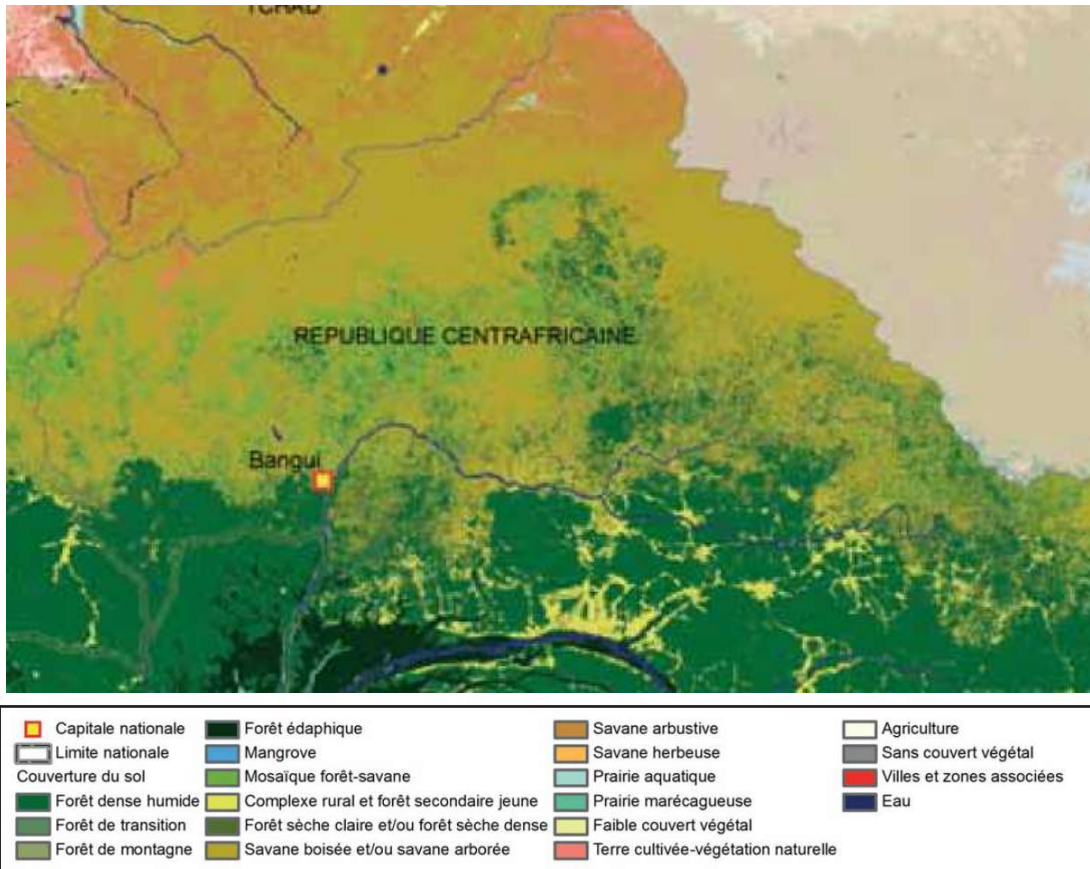 TCHAD
REPUBLIQUE CENTRAFRICAINE
Bangui
Capitale nationale
Limite nationale
Couverture du sol
Forêt dense humide
Forêt de transition
Forêt de montagne
Forêt édaphique
Mangrove
Mosaïque forêt-savane
Complexe rural et forêt secondaire jeune
Forêt sèche claire et/ou forêt sèche dense
Savane boisée et/ou savane arborée
Savane arbustive
Savane herbeuse
Prairie aquatique
Prairie marécageuse
Faible couvert végétal
Terre cultivée-végétation naturelle
Agriculture
Sans couvert végétal
Villes et zones associées
Eau